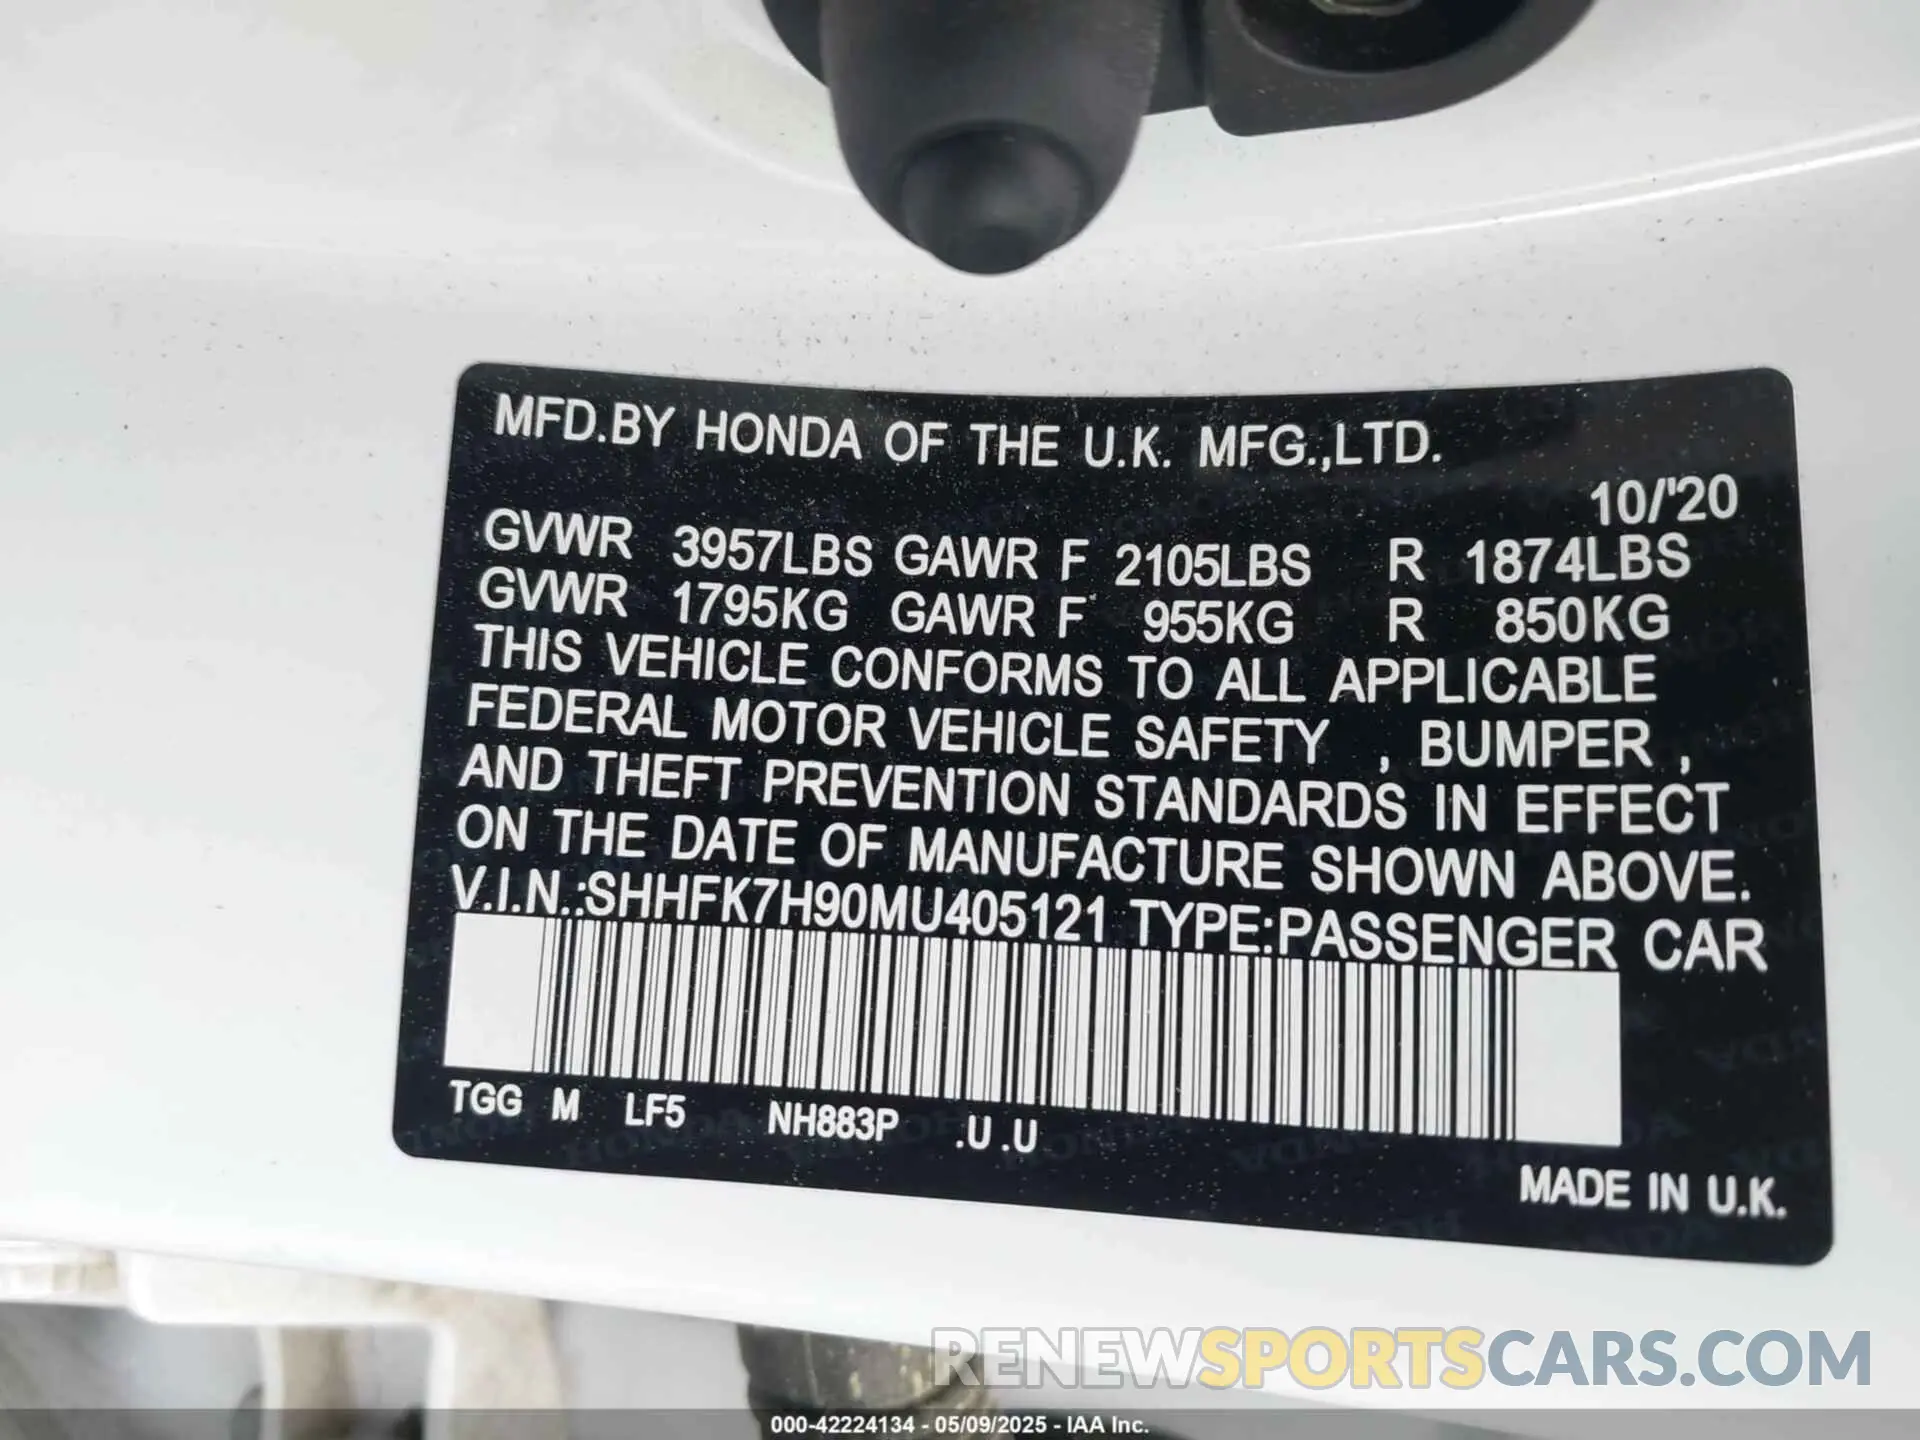 MFD.BY HONDA OF THE U.K. MFG.,LTD.
10/'20
GVWR 3957LBS GAWR F 2105LBS R 1874LBS
GVWR 1795KG GAWR F 955KG R 850KG
THIS VEHICLE CONFORMS TO ALL APPLICABLE
FEDERAL MOTOR VEHICLE SAFETY , BUMPER ,
AND THEFT PREVENTION STANDARDS IN EFFECT
ON THE DATE OF MANUFACTURE SHOWN ABOVE.
V.I.N.:SHHFK7H90MU405121 TYPE:PASSENGER CAR
TGG M LF5 NH883P .U.U
MADE IN U.K.
RENEWSPORTSCARS.COM
000-42224134 - 05/09/2025 - IAA Inc.